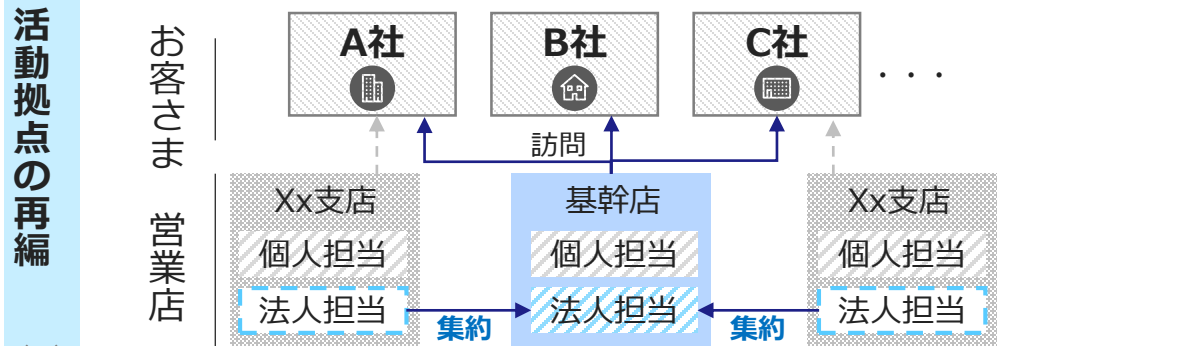 活動拠点の再編
お客さま
A社
B社
C社
・・・
訪問
営業店
Xx支店
基幹店
Xx支店
個人担当
個人担当
個人担当
法人担当
集約
法人担当
集約
法人担当